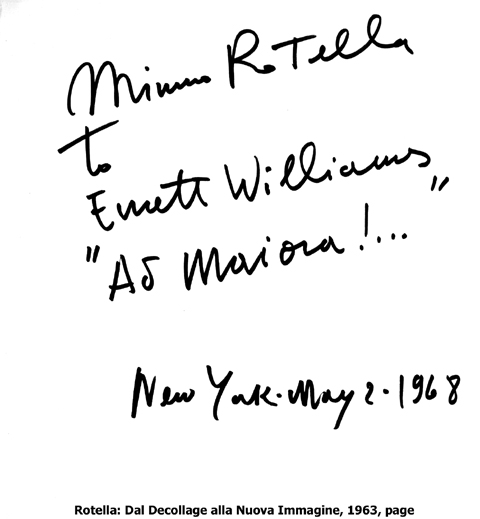 Mimmo Rotella
to
Emmett Williams
"Ad Maiora!..."
New York. May 2. 1968
Rotella: Dal Decollage alla Nuova Immagine, 1963, page